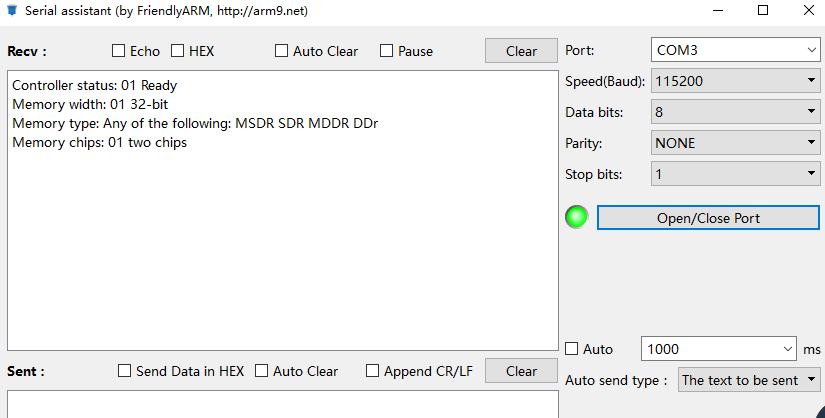 Serial assistant (by FriendlyARM, http://arm9.net)
Recv : Echo HEX Auto Clear Pause Clear
Controller status: 01 Ready
Memory width: 01 32-bit
Memory type: Any of the following: MSDR SDR MDDR DDr
Memory chips: 01 two chips
Port: COM3
Speed(Baud): 115200
Data bits: 8
Parity: NONE
Stop bits: 1
Open/Close Port
Auto 1000 ms
Sent : Send Data in HEX Auto Clear Append CR/LF Clear
Auto send type : The text to be sent